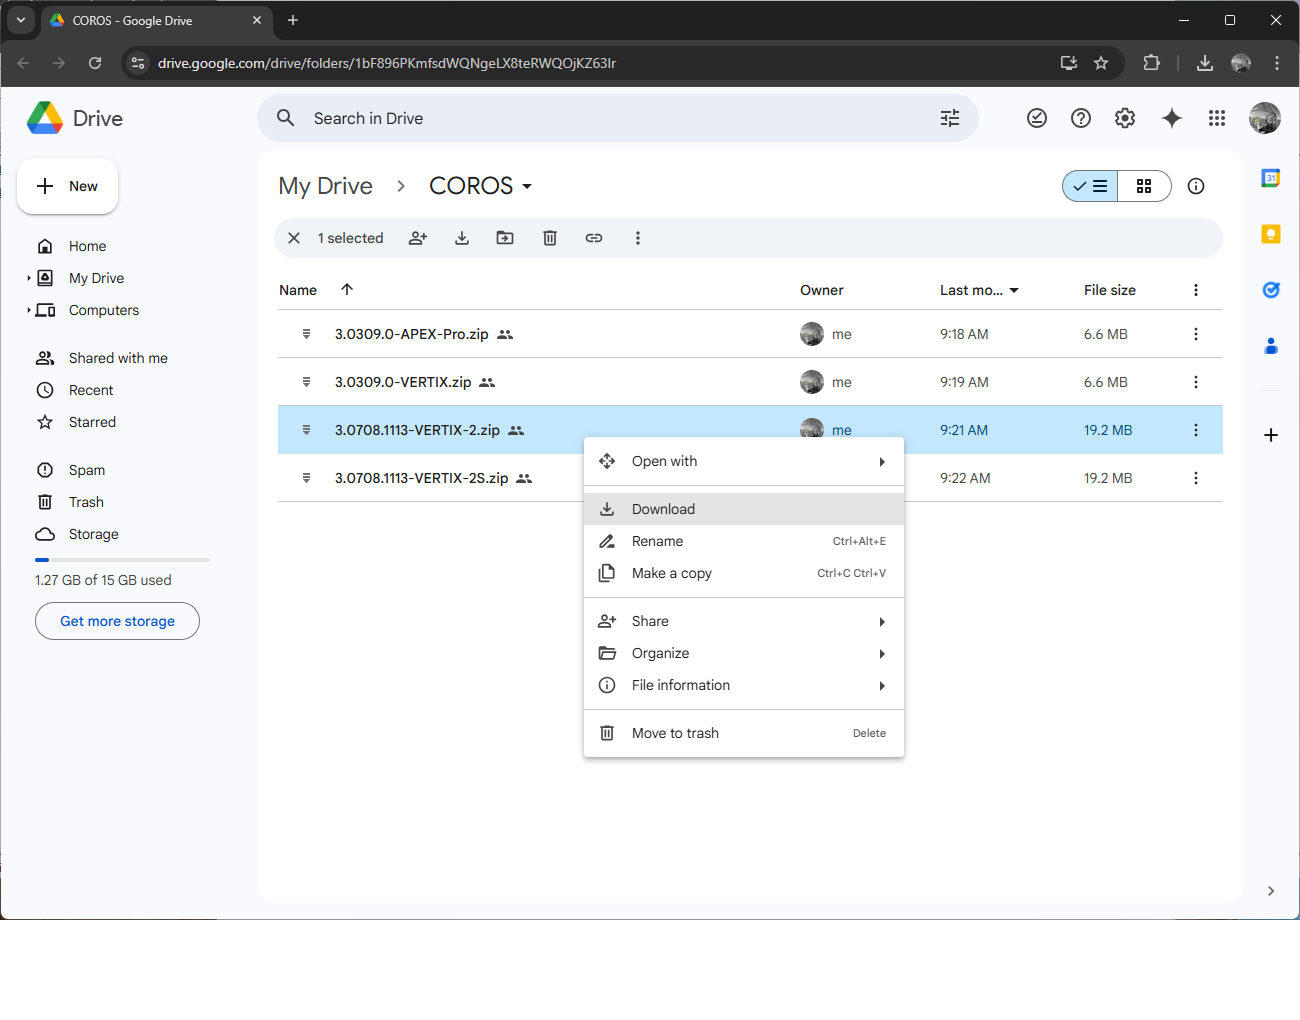 COROS - Google Drive
drive.google.com/drive/folders/1bF896PKmfsdWQNgeLX8teRWQOjKZ63Ir
Drive
Search in Drive
New
My Drive > COROS
1 selected
Home
My Drive
Computers
Shared with me
Recent
Starred
Spam
Trash
Storage
1.27 GB of 15 GB used
Get more storage
Name Owner Last mo... File size
3.0309.0-APEX-Pro.zip me 9:18 AM 6.6 MB
3.0309.0-VERTIX.zip me 9:19 AM 6.6 MB
3.0708.1113-VERTIX-2.zip me 9:21 AM 19.2 MB
3.0708.1113-VERTIX-2S.zip 9:22 AM 19.2 MB
Open with
Download
Rename Ctrl+Alt+E
Make a copy Ctrl+C Ctrl+V
Share
Organize
File information
Move to trash Delete
31